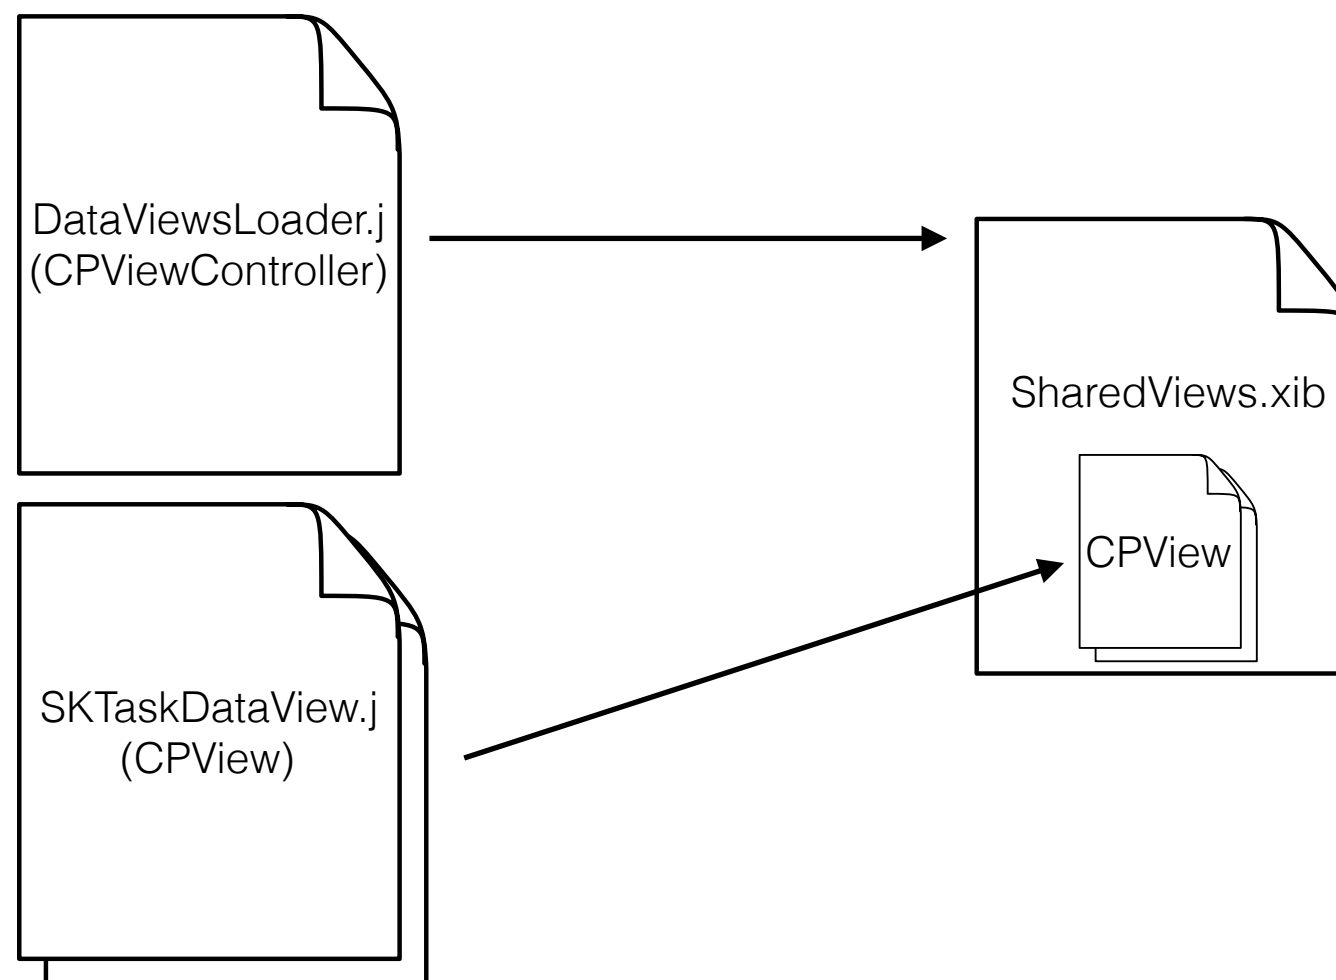 DataViewsLoader.j
(CPViewController)
SharedViews.xib
CPView
SKTaskDataView.j
(CPView)